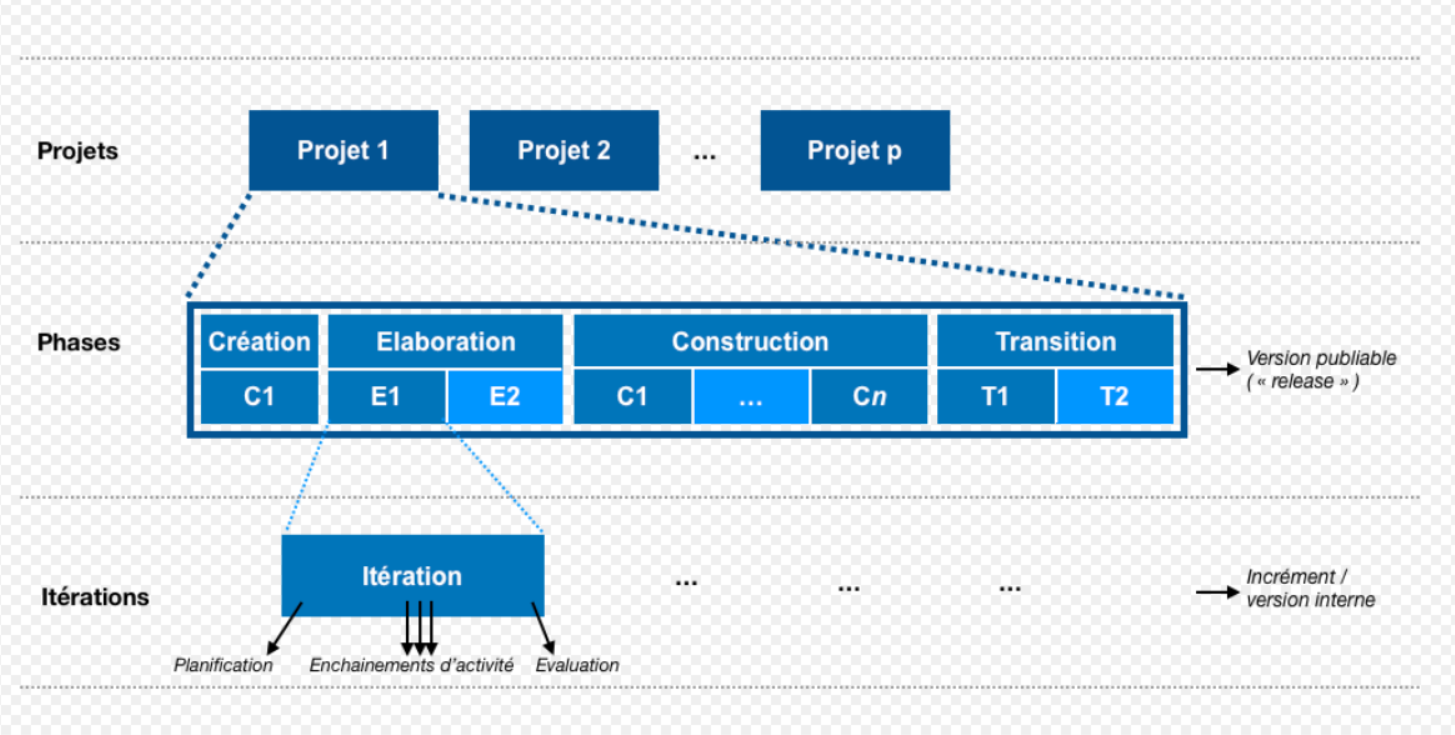 Projets
Projet 1
Projet 2
...
Projet p
Phases
Création
Elaboration
Construction
Transition
C1
E1
E2
C1
...
Cn
T1
T2
Version publiable
( « release » )
Itérations
Itération
...
...
...
Incrément /
version interne
Planification
Enchainements d'activité
Evaluation